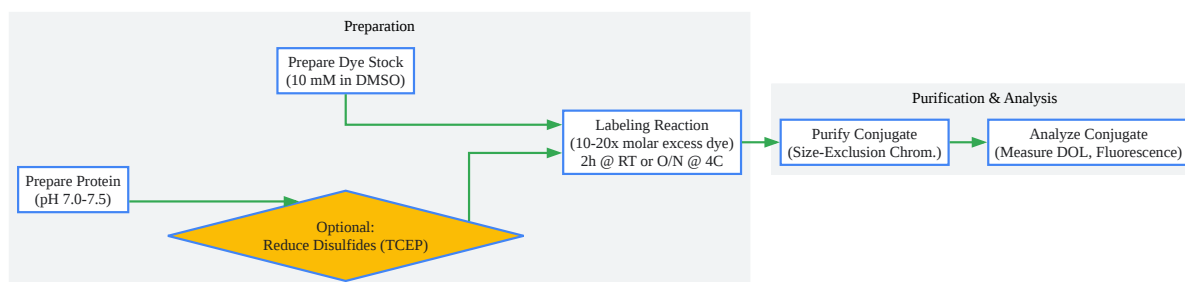 Preparation
Prepare Dye Stock
(10 mM in DMSO)
Prepare Protein
(pH 7.0-7.5)
Optional:
Reduce Disulfides (TCEP)
Labeling Reaction
(10-20x molar excess dye)
2h @ RT or O/N @ 4C
Purification & Analysis
Purify Conjugate
(Size-Exclusion Chrom.)
Analyze Conjugate
(Measure DOL, Fluorescence)